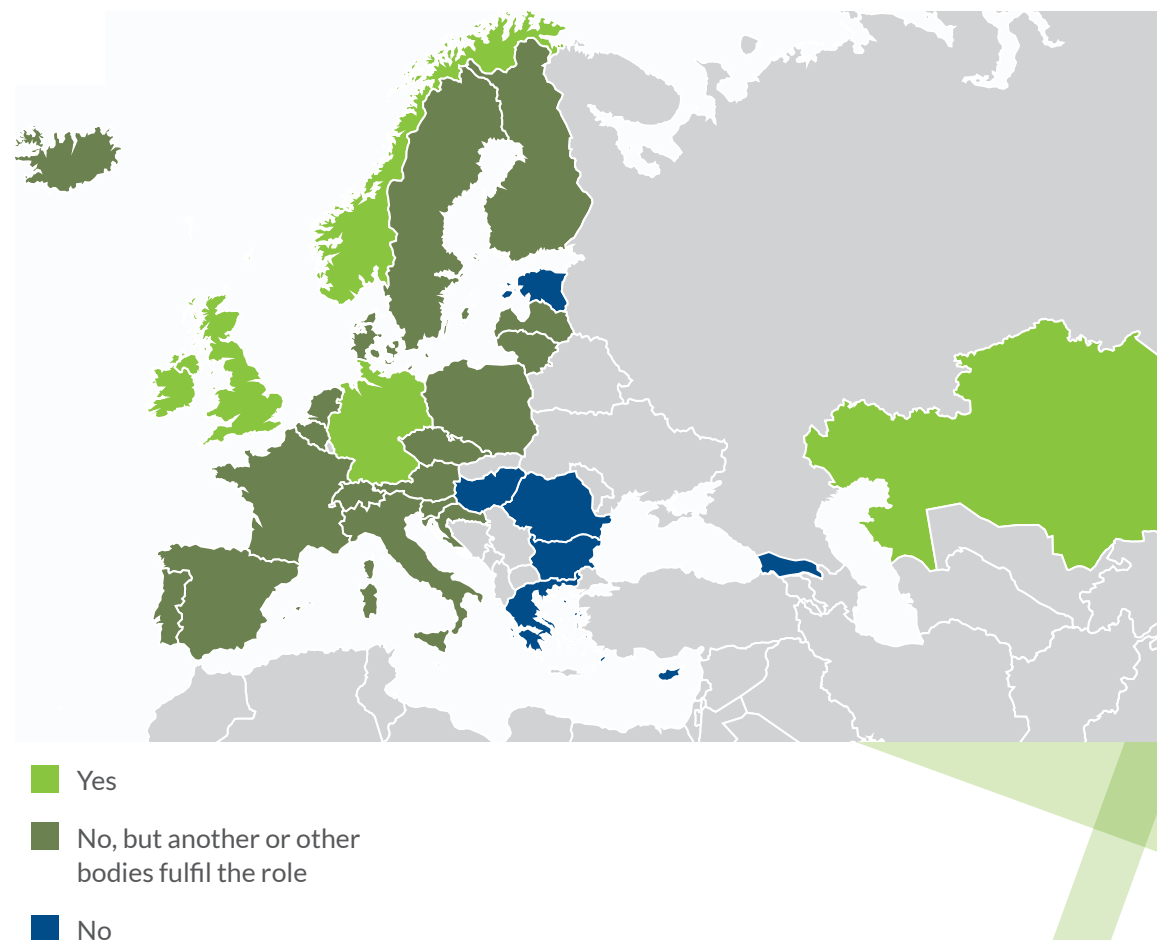 Yes
No, but another or other
bodies fulfil the role
No